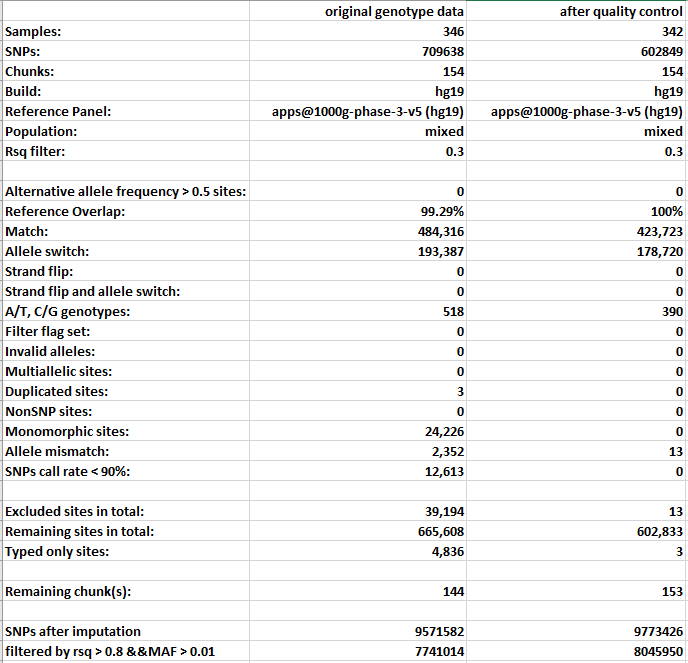 original genotype data after quality control
Samples: 346 342
SNPs: 709638 602849
Chunks: 154 154
Build: hg19 hg19
Reference Panel: apps@1000g-phase-3-v5 (hg19) apps@1000g-phase-3-v5 (hg19)
Population: mixed mixed
Rsq filter: 0.3 0.3
Alternative allele frequency > 0.5 sites: 0 0
Reference Overlap: 99.29% 100%
Match: 484,316 423,723
Allele switch: 193,387 178,720
Strand flip: 0 0
Strand flip and allele switch: 0 0
A/T, C/G genotypes: 518 390
Filter flag set: 0 0
Invalid alleles: 0 0
Multiallelic sites: 0 0
Duplicated sites: 3 0
NonSNP sites: 0 0
Monomorphic sites: 24,226 0
Allele mismatch: 2,352 13
SNPs call rate < 90%: 12,613 0
Excluded sites in total: 39,194 13
Remaining sites in total: 665,608 602,833
Typed only sites: 4,836 3
Remaining chunk(s): 144 153
SNPs after imputation 9571582 9773426
filtered by rsq > 0.8 &&MAF > 0.01 7741014 8045950